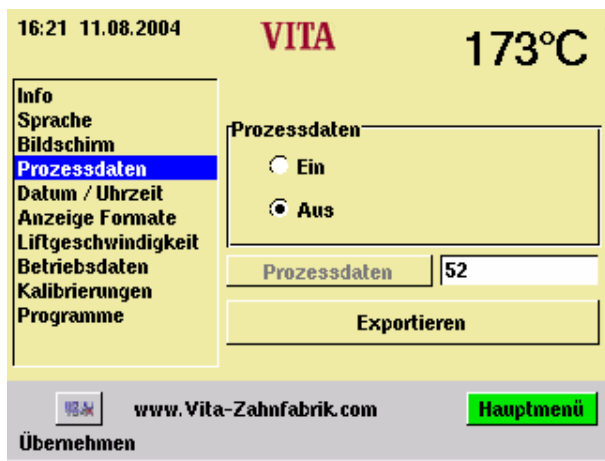 16:21 11.08.2004
VITA
173°C
Info
Sprache
Bildschirm
Prozessdaten
Datum / Uhrzeit
Anzeige Formate
Liftgeschwindigkeit
Betriebsdaten
Kalibrierungen
Programme
Prozessdaten
Ein
Aus
Prozessdaten
52
Exportieren
www.Vita-Zahnfabrik.com
Hauptmenü
Übernehmen